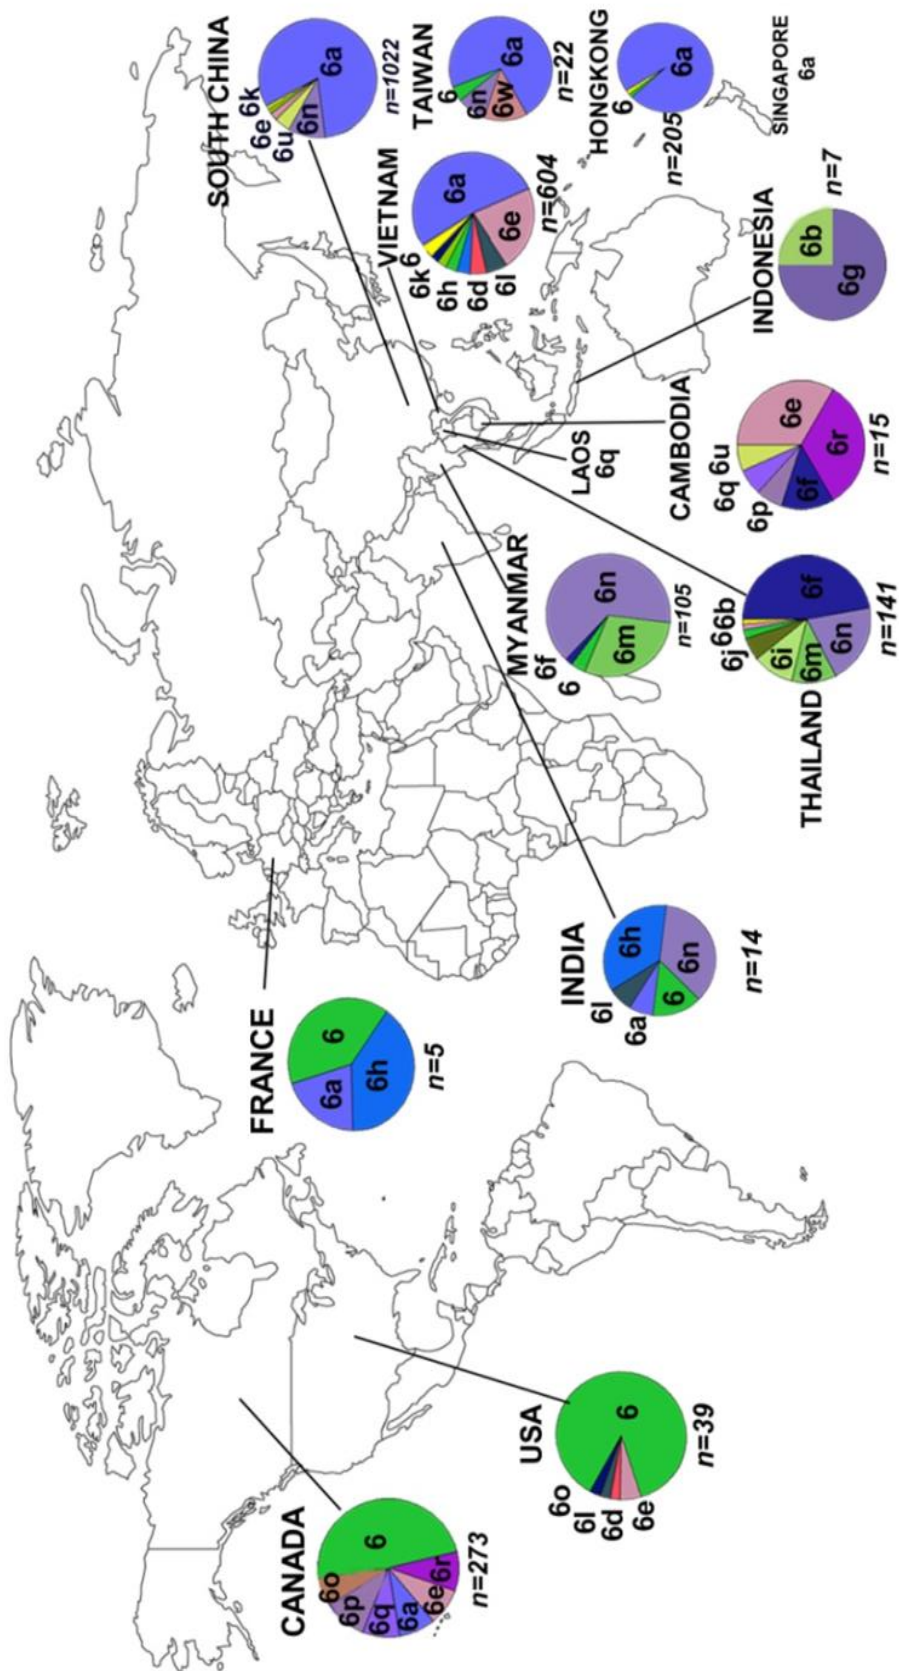 CANADA
6
6o
6p
6q
6a
6e
6r
n=273
USA
6o
6l
6d
6e
6
n=39
FRANCE
6
6a
6h
n=5
INDIA
6l
6h
6a
6
6n
n=14
MYANMAR
6f
6
6n
6m
n=105
THAILAND
6j 66b
6i
6m
6n
6f
n=141
LAOS
6q
CAMBODIA
6q 6u
6p
6e
6f
6r
n=15
INDONESIA
6b
6g
n=7
VIETNAM
6k 6
6h
6d
6l
6a
6e
n=604
SOUTH CHINA
6e 6k
6u
6n
6a
n=1022
TAIWAN
6
6n
6w
6a
n=22
HONGKONG
6
6a
n=205
SINGAPORE
6a